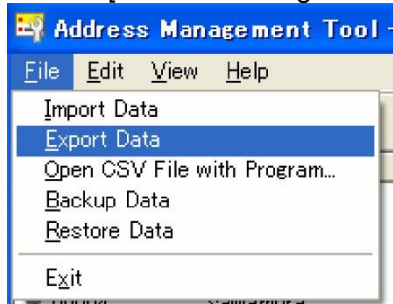 Address Management Tool -
File Edit View Help
Import Data
Export Data
Open CSV File with Program...
Backup Data
Restore Data
Exit